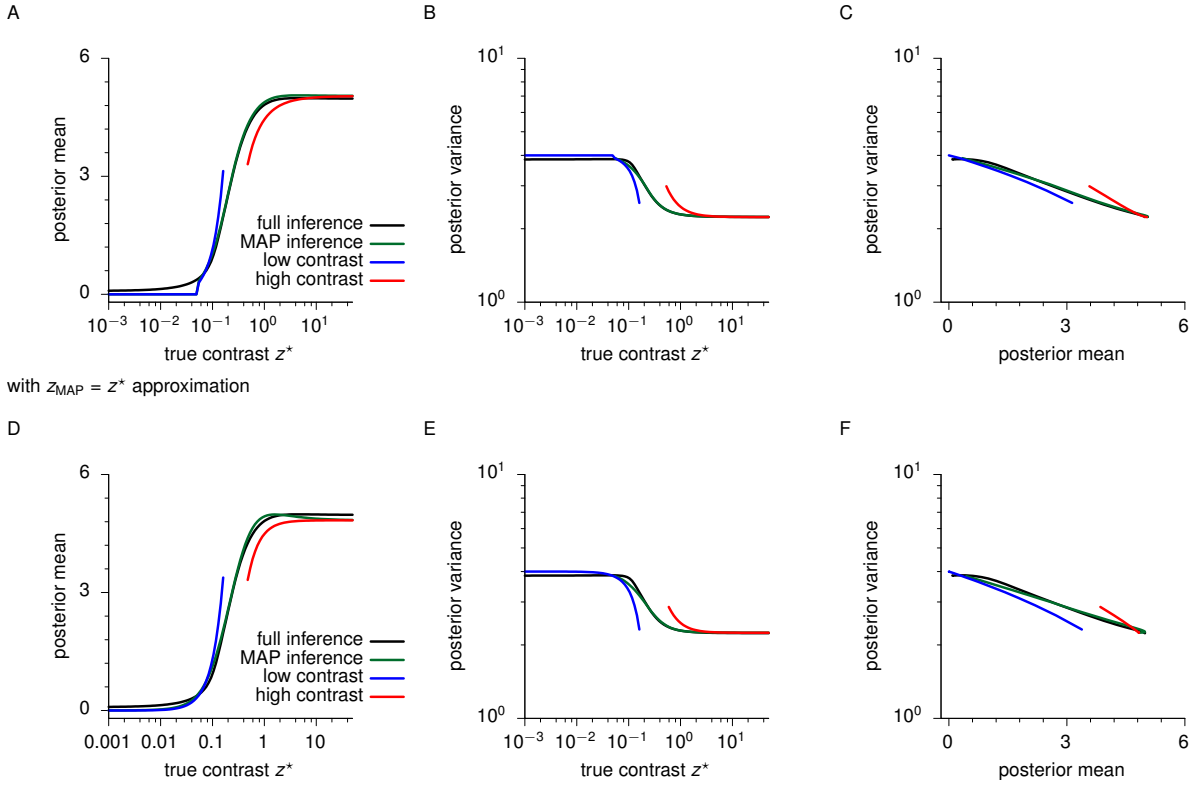 A
B
C
posterior mean
6
3
0
full inference
MAP inference
low contrast
high contrast
10⁻³ 10⁻² 10⁻¹ 10⁰ 10¹
true contrast z⋆
posterior variance
10¹
10⁰
10⁻³ 10⁻² 10⁻¹ 10⁰ 10¹
true contrast z⋆
posterior variance
10¹
10⁰
0 3 6
posterior mean
with zMAP = z⋆ approximation
D
E
F
posterior mean
6
3
0
full inference
MAP inference
low contrast
high contrast
0.001 0.01 0.1 1 10
true contrast z⋆
posterior variance
10¹
10⁰
10⁻³ 10⁻² 10⁻¹ 10⁰ 10¹
true contrast z⋆
posterior variance
10¹
10⁰
0 3 6
posterior mean